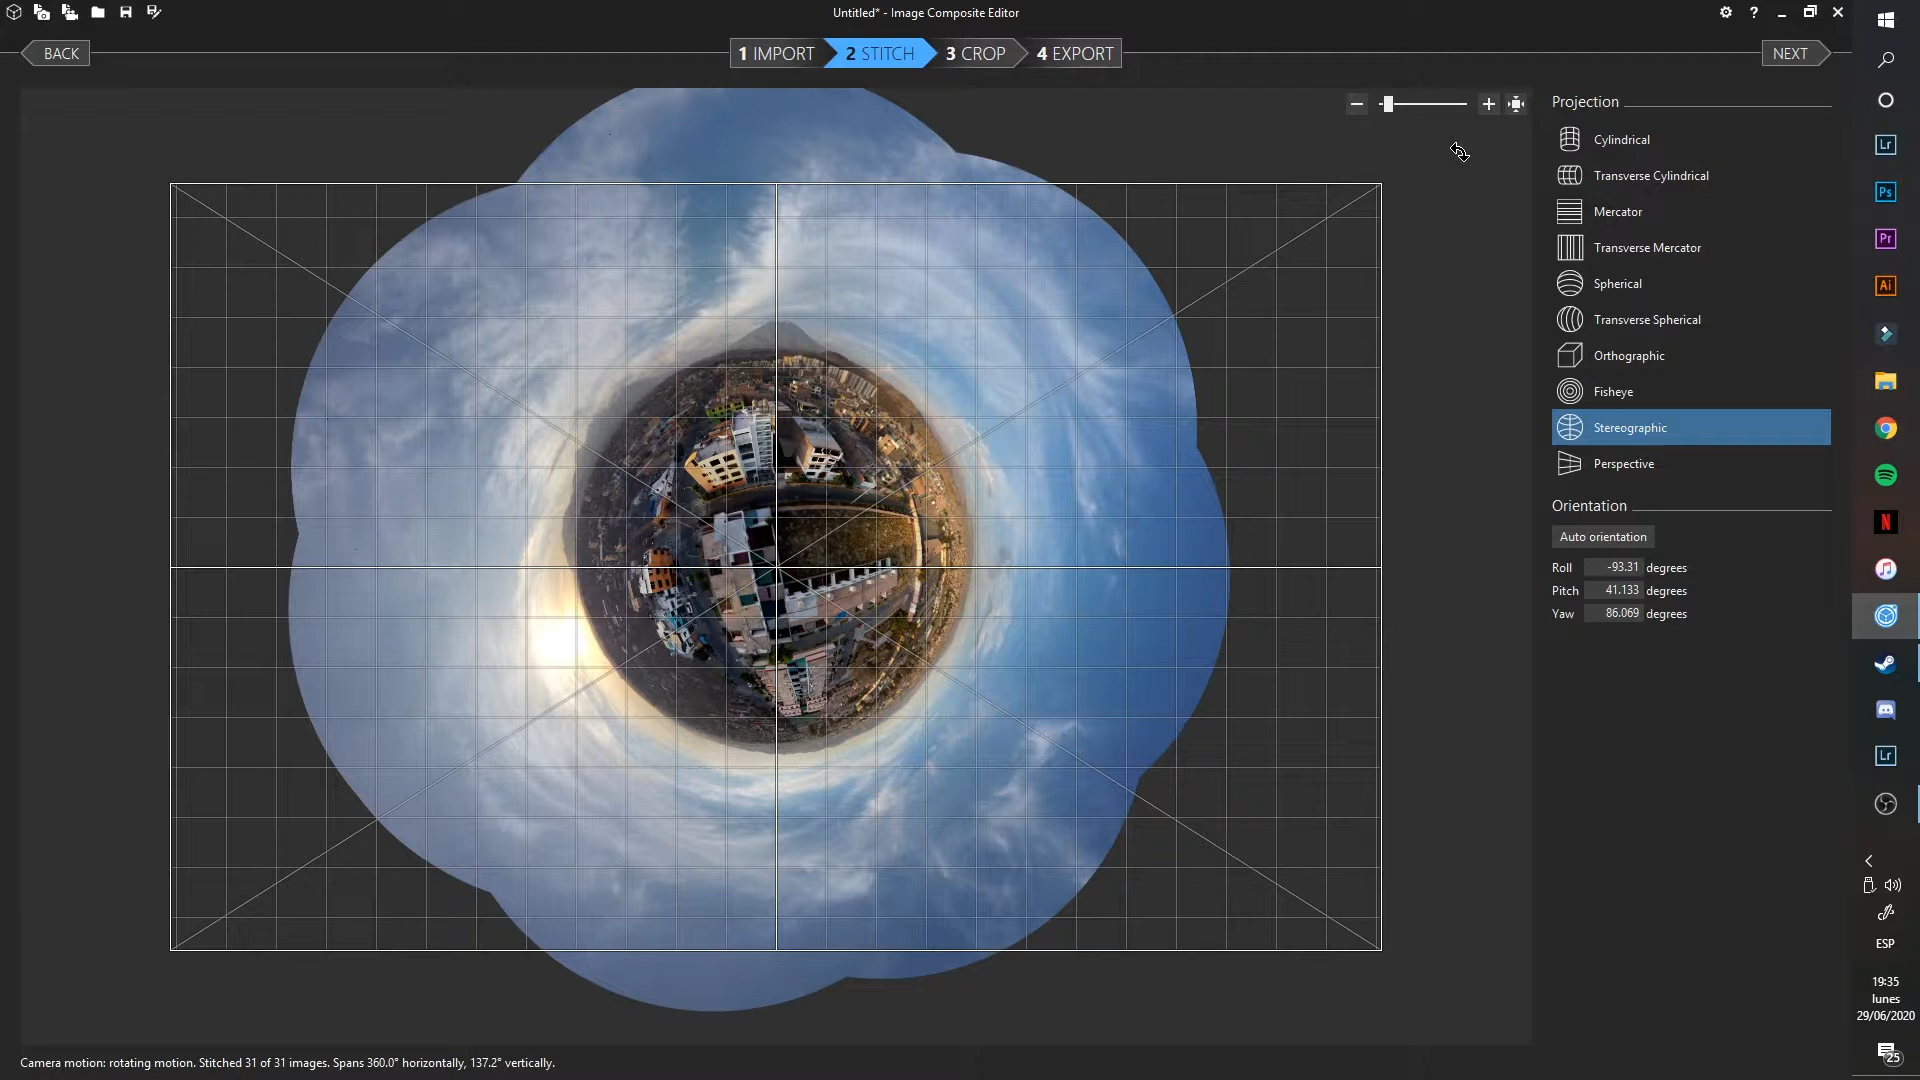 Untitled* - Image Composite Editor
BACK
1 IMPORT
2 STITCH
3 CROP
4 EXPORT
NEXT
Projection
Cylindrical
Transverse Cylindrical
Mercator
Transverse Mercator
Spherical
Transverse Spherical
Orthographic
Fisheye
Stereographic
Perspective
Orientation
Auto orientation
Roll -93.31 degrees
Pitch 41.133 degrees
Yaw 86.069 degrees
Camera motion: rotating motion. Stitched 31 of 31 images. Spans 360.0° horizontally, 137.2° vertically.
Lr
Ps
Pr
Ai
N
Lr
ESP
19:35
lunes
29/06/2020
25